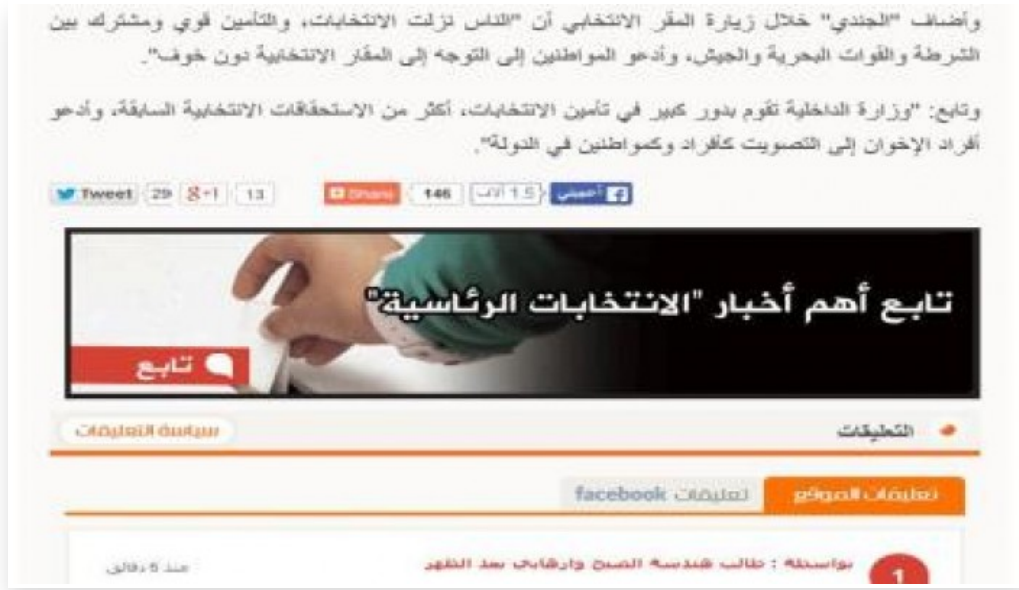 وأضاف "الجندي" خلال زيارة المقر الانتخابي أن "الناس نزلت الانتخابات، والتأمين قوي ومشترك بين
الشرطة والقوات البحرية والجيش، وأدعو المواطنين إلى التوجه إلى المقار الانتخابية دون خوف".
وتابع: "وزارة الداخلية تقوم بدور كبير في تأمين الانتخابات، أكثر من الاستحقاقات الانتخابية السابقة، وأدعو
أفراد الإخوان إلى التصويت كأفراد وكمواطنين في الدولة".
Tweet 29 g+1 13 Share 146 1.5 آلاف أعجبني
تابع أهم أخبار "الانتخابات الرئاسية"
تابع
التعليقات سياسة التعليقات
تعليقات الموقع تعليقات facebook
1 بواسطة : طالب هندسة الصبح وارهابى بعد الظهر منذ 6 دقائق